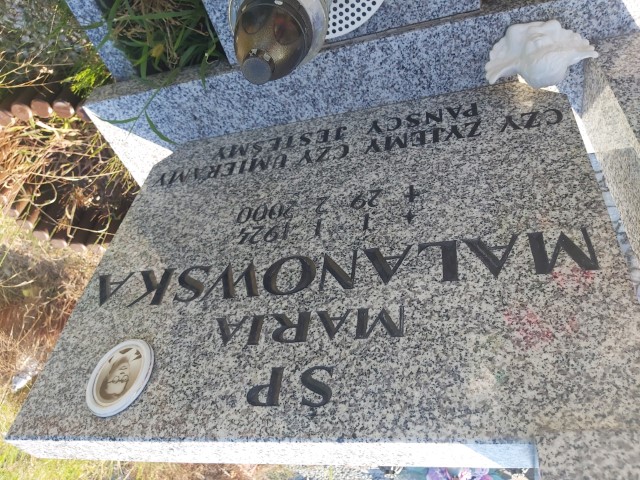 ŚP
MARIA
MALANOWSKA
* 1 1 1924
† 29 2 2000
CZY ŻYJEMY CZY UMIERAMY
PAŃSCY JESTEŚMY